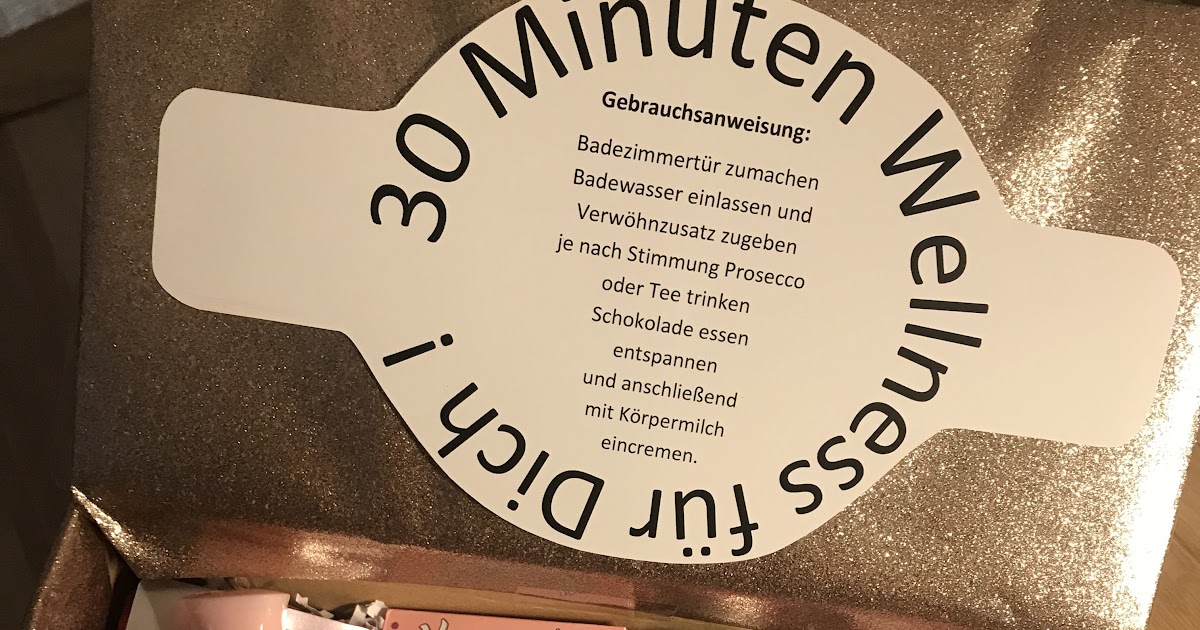 30 Minuten Wellness für Dich !
Gebrauchsanweisung:
Badezimmertür zumachen
Badewasser einlassen und
Verwöhnzusatz zugeben
je nach Stimmung Prosecco
oder Tee trinken
Schokolade essen
entspannen
und anschließend
mit Körpermilch
eincremen.